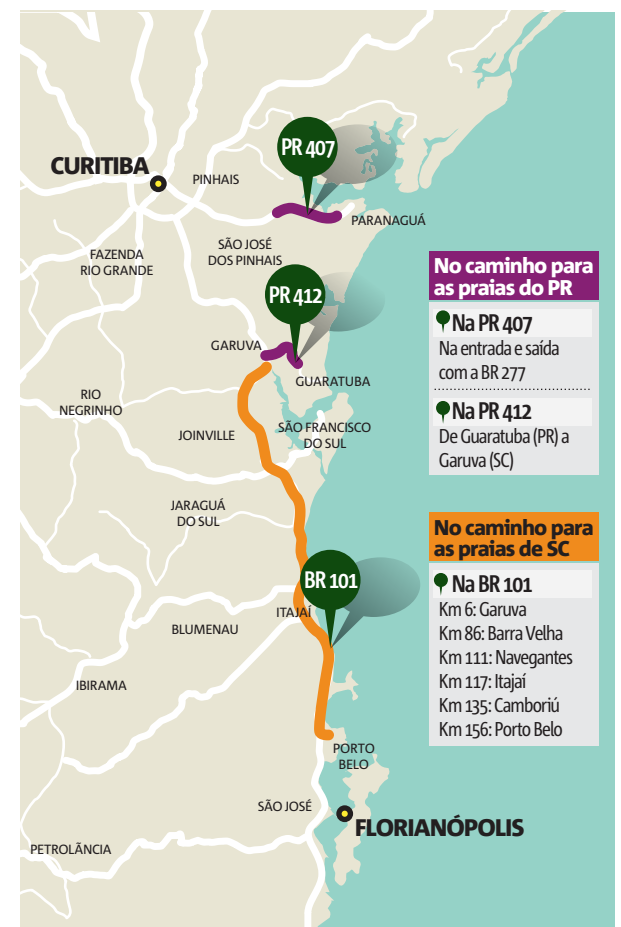 PR 407
CURITIBA
PINHAIS
PARANAGUÁ
SÃO JOSÉ
DOS PINHAIS
FAZENDA
RIO GRANDE
PR 412
GARUVA
GUARATUBA
RIO
NEGRINHO
JOINVILLE
SÃO FRANCISCO
DO SUL
JARAGUÁ
DO SUL
BR 101
ITAJAÍ
BLUMENAU
IBIRAMA
PORTO
BELO
SÃO JOSÉ
FLORIANÓPOLIS
PETROLÃNCIA
No caminho para
as praias do PR
Na PR 407
Na entrada e saída
com a BR 277
Na PR 412
De Guaratuba (PR) a
Garuva (SC)
No caminho para
as praias de SC
Na BR 101
Km 6: Garuva
Km 86: Barra Velha
Km 111: Navegantes
Km 117: Itajaí
Km 135: Camboriú
Km 156: Porto Belo